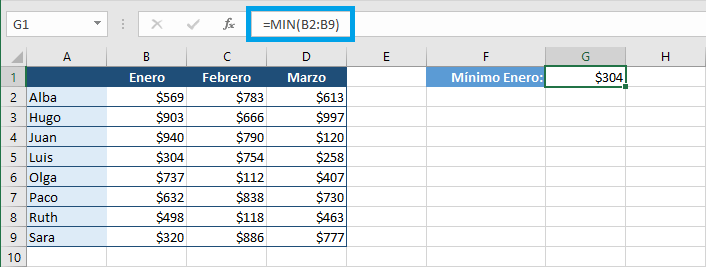 G1 fx =MIN(B2:B9)
A B C D E F G H
1 Enero Febrero Marzo Mínimo Enero: $304
2 Alba $569 $783 $613
3 Hugo $903 $666 $997
4 Juan $940 $790 $120
5 Luis $304 $754 $258
6 Olga $737 $112 $407
7 Paco $632 $838 $730
8 Ruth $498 $118 $463
9 Sara $320 $886 $777
10